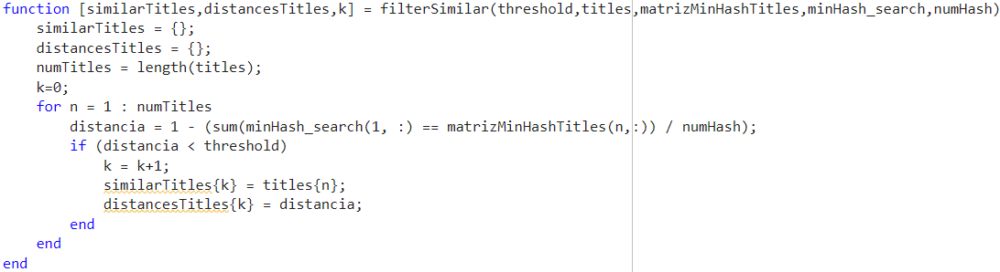 function [similarTitles,distancesTitles,k] = filterSimilar(threshold,titles,matrizMinHashTitles,minHash_search,numHash)
    similarTitles = {};
    distancesTitles = {};
    numTitles = length(titles);
    k=0;
    for n = 1 : numTitles
        distancia = 1 - (sum(minHash_search(1, :) == matrizMinHashTitles(n,:)) / numHash);
        if (distancia < threshold)
            k = k+1;
            similarTitles{k} = titles{n};
            distancesTitles{k} = distancia;
        end
    end
end